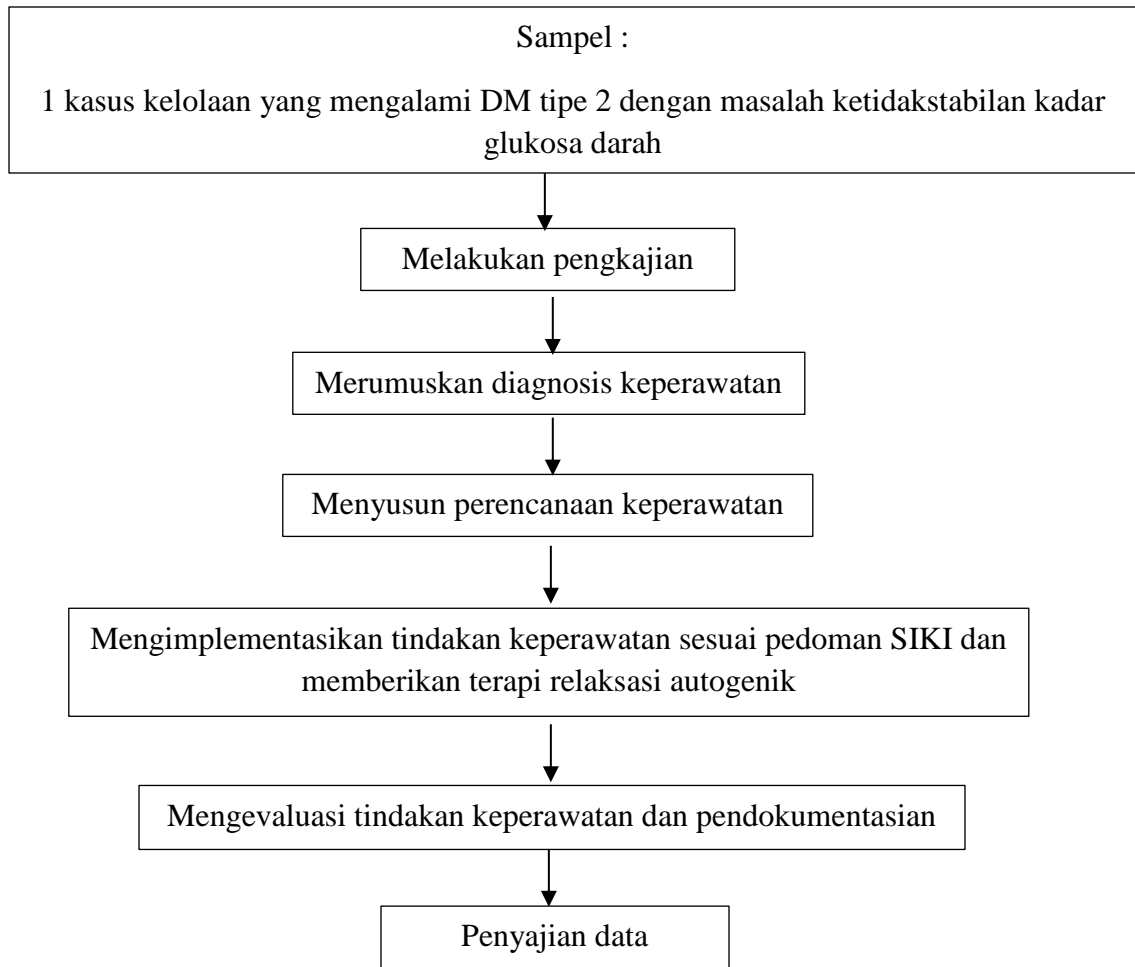 Sampel :
1 kasus kelolaan yang mengalami DM tipe 2 dengan masalah ketidakstabilan kadar
glukosa darah
Melakukan pengkajian
Merumuskan diagnosis keperawatan
Menyusun perencanaan keperawatan
Mengimplementasikan tindakan keperawatan sesuai pedoman SIKI dan
memberikan terapi relaksasi autogenik
Mengevaluasi tindakan keperawatan dan pendokumentasian
Penyajian data